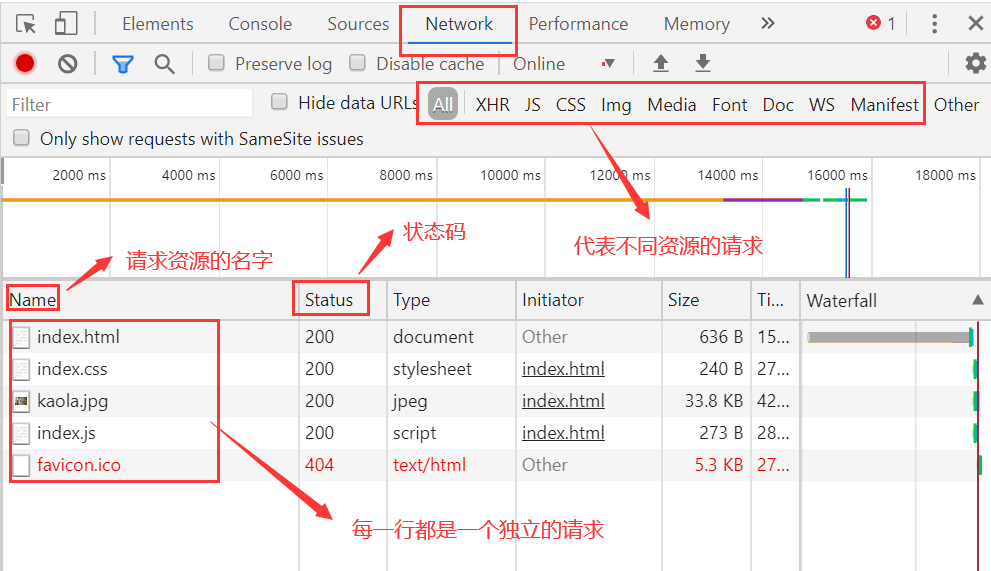 Elements Console Sources Network Performance Memory » 1
Preserve log Disable cache Online
Filter Hide data URLs All XHR JS CSS Img Media Font Doc WS Manifest Other
Only show requests with SameSite issues
2000 ms 4000 ms 6000 ms 8000 ms 10000 ms 12000 ms 14000 ms 16000 ms 18000 ms
状态码
代表不同资源的请求
请求资源的名字
Name Status Type Initiator Size Ti... Waterfall
index.html 200 document Other 636 B 15...
index.css 200 stylesheet index.html 240 B 27...
kaola.jpg 200 jpeg index.html 33.8 KB 42...
index.js 200 script index.html 273 B 28...
favicon.ico 404 text/html Other 5.3 KB 27...
每一行都是一个独立的请求